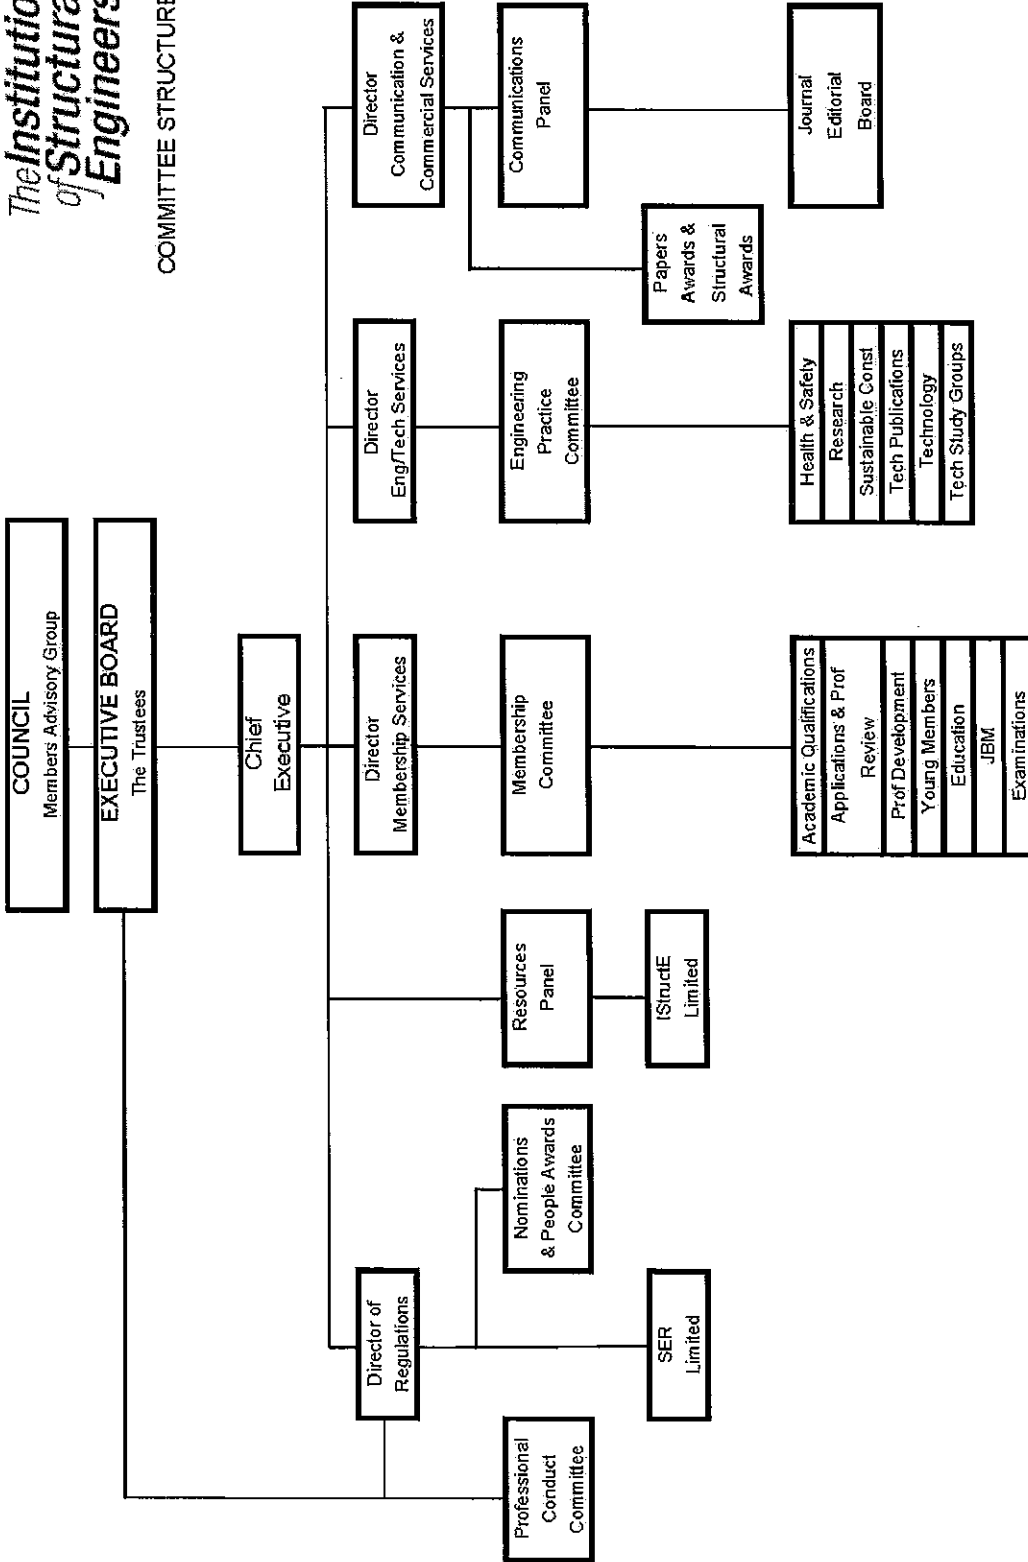 The Institutio
of Structura
Engineers
COMMITTEE STRUCTURE
COUNCIL
Members Advisory Group
EXECUTIVE BOARD
The Trustees
Chief
Executive
Director of
Regulations
Director
Membership Services
Director
Eng/Tech Services
Director
Communication &
Commercial Services
Professional
Conduct
Committee
Nominations
& People Awards
Committee
Resources
Panel
Membership
Committee
Engineering
Practice
Committee
Communications
Panel
SER
Limited
IStructE
Limited
Papers
Awards &
Structural
Awards
Academic Qualifications
Applications & Prof
Review
Prof Development
Young Members
Education
JBM
Examinations
Health & Safety
Research
Sustainable Const
Tech Publications
Technology
Tech Study Groups
Journal
Editorial
Board